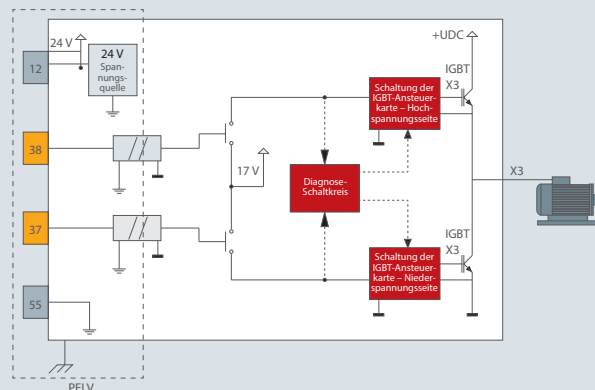 24 V
12
24 V
Span-
nungs-
quelle
38
37
55
PELV
17 V
Diagnose-
Schaltkreis
Schaltung der
IGBT-Ansteuer-
karte – Hoch-
spannungsseite
Schaltung der
IGBT-Ansteuer-
karte – Nieder-
spannungsseite
+UDC
IGBT
X3
IGBT
X3
X3